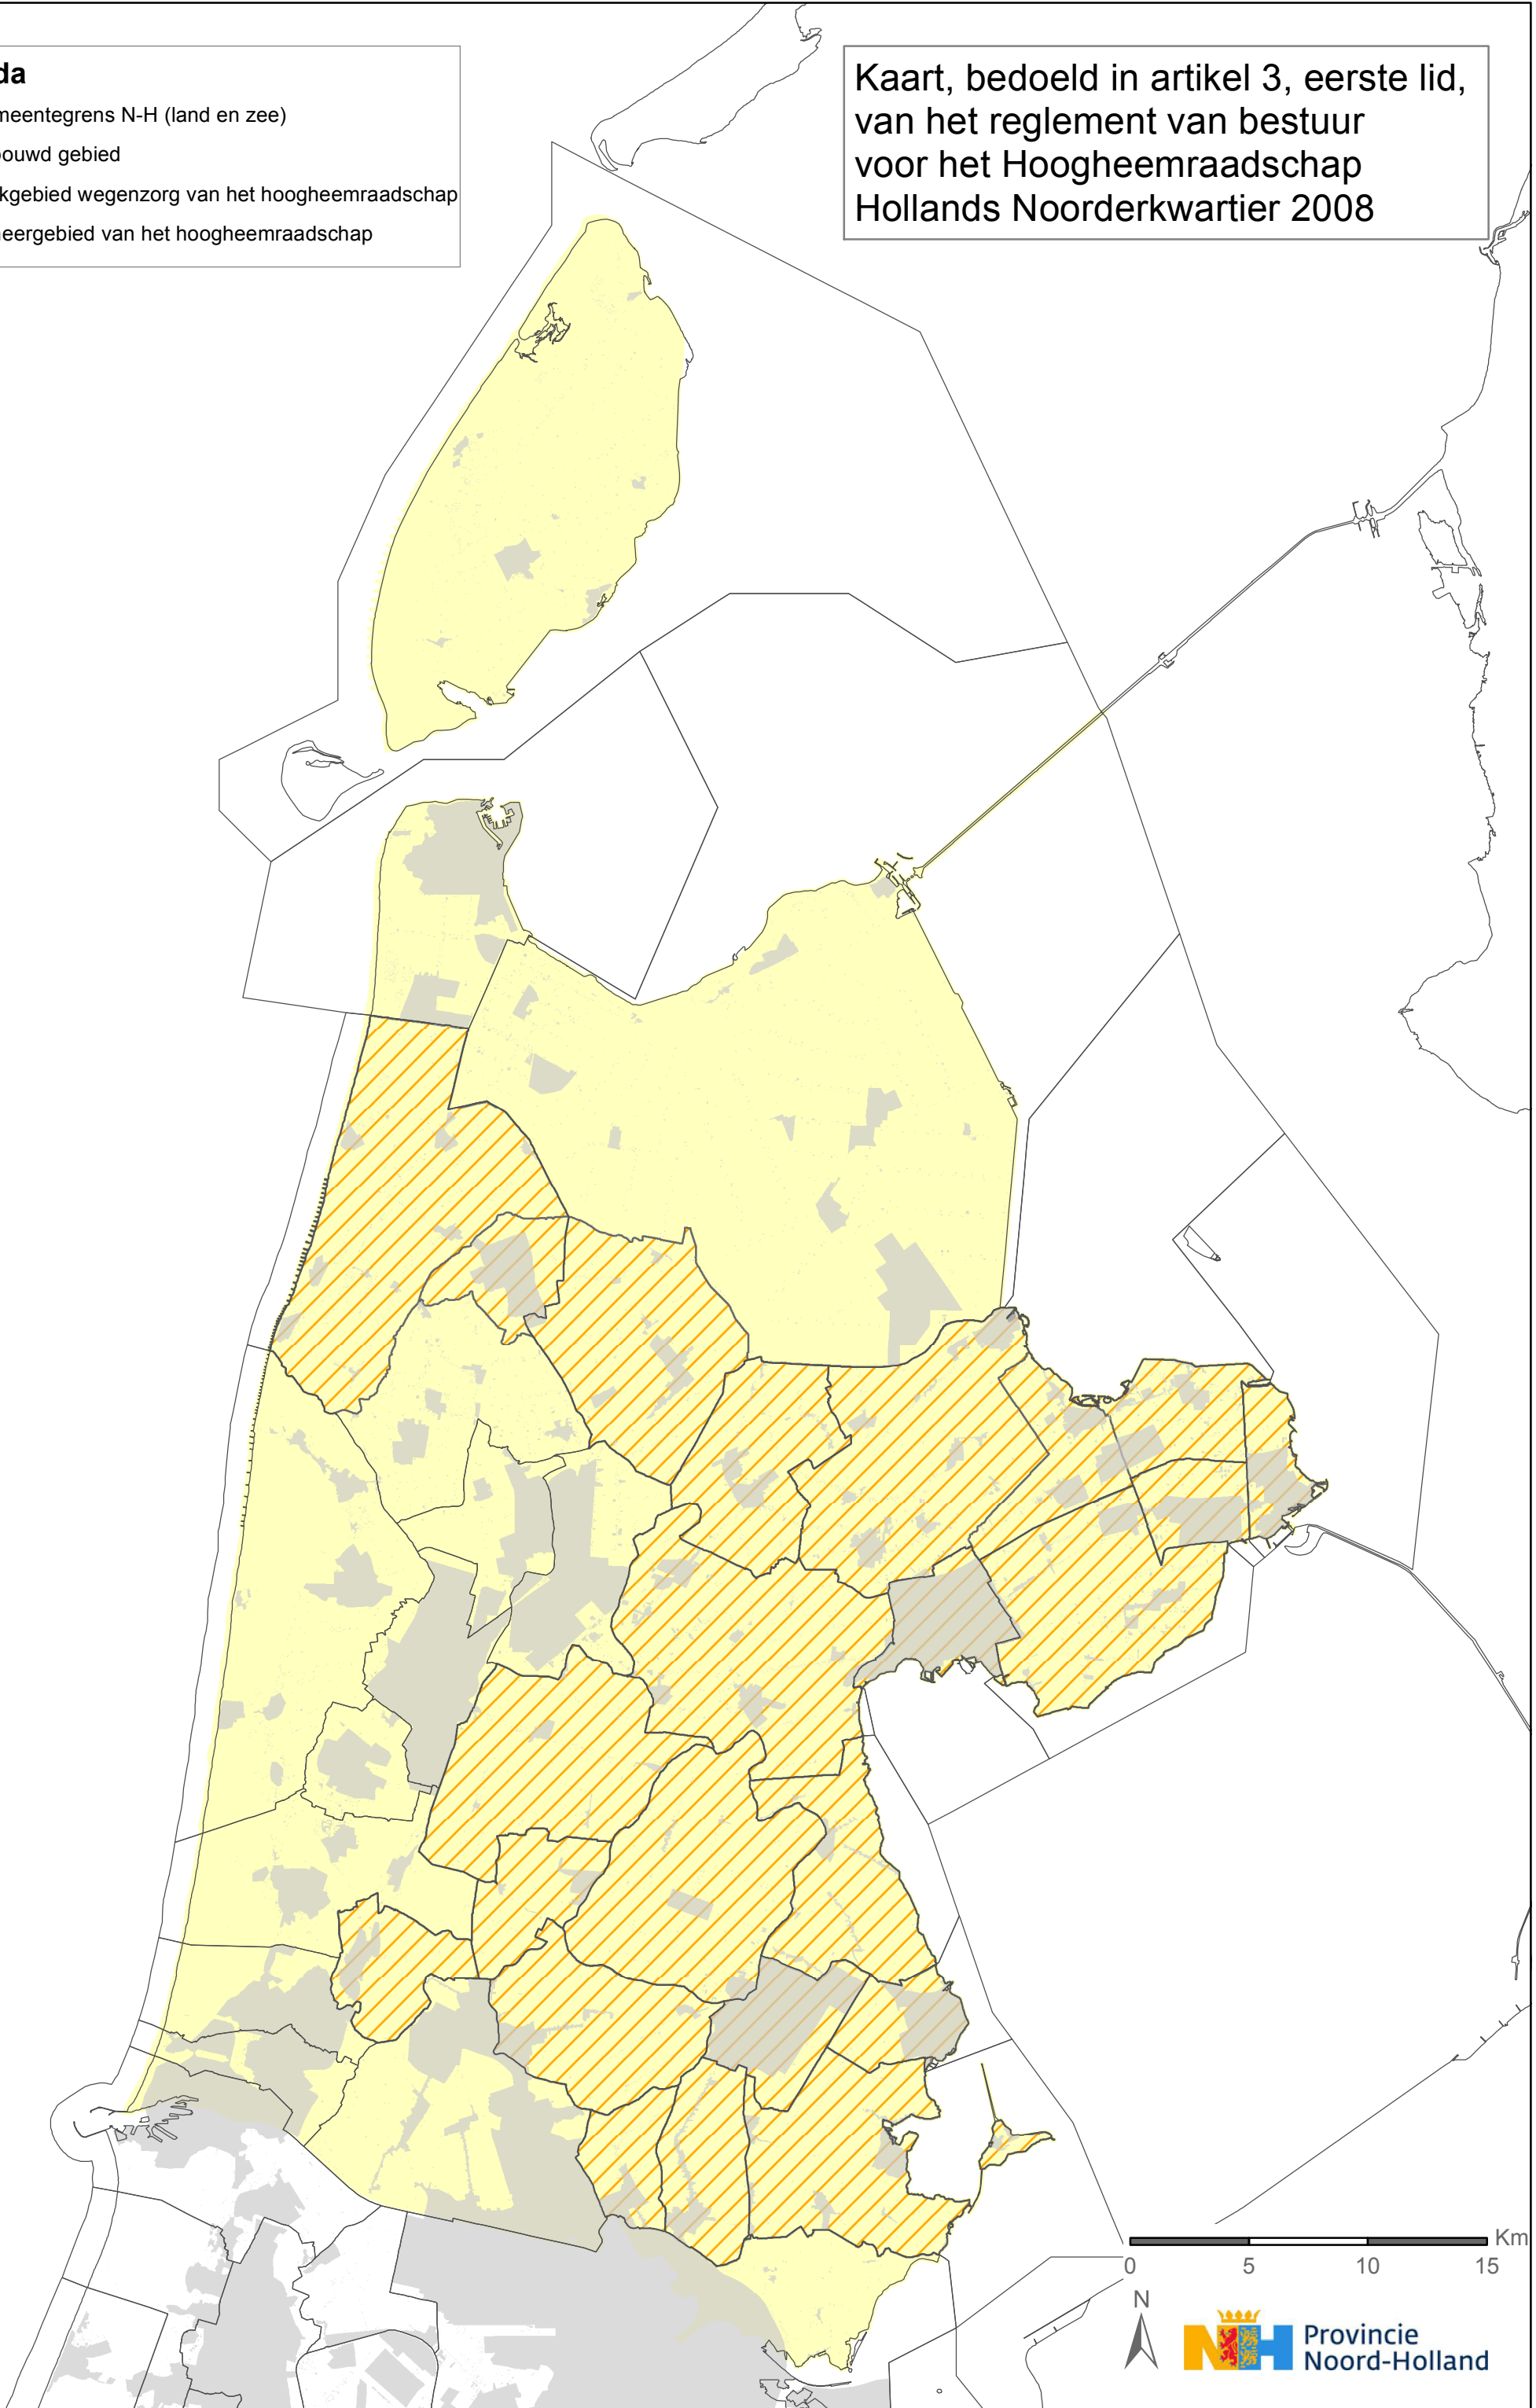 da
meentegrens N-H (land en zee)
bouwd gebied
kgebied wegenzorg van het hoogheemraadschap
eergebied van het hoogheemraadschap
Kaart, bedoeld in artikel 3, eerste lid,
van het reglement van bestuur
voor het Hoogheemraadschap
Hollands Noorderkwartier 2008
Km
0 5 10 15
N
NH Provincie
Noord-Holland